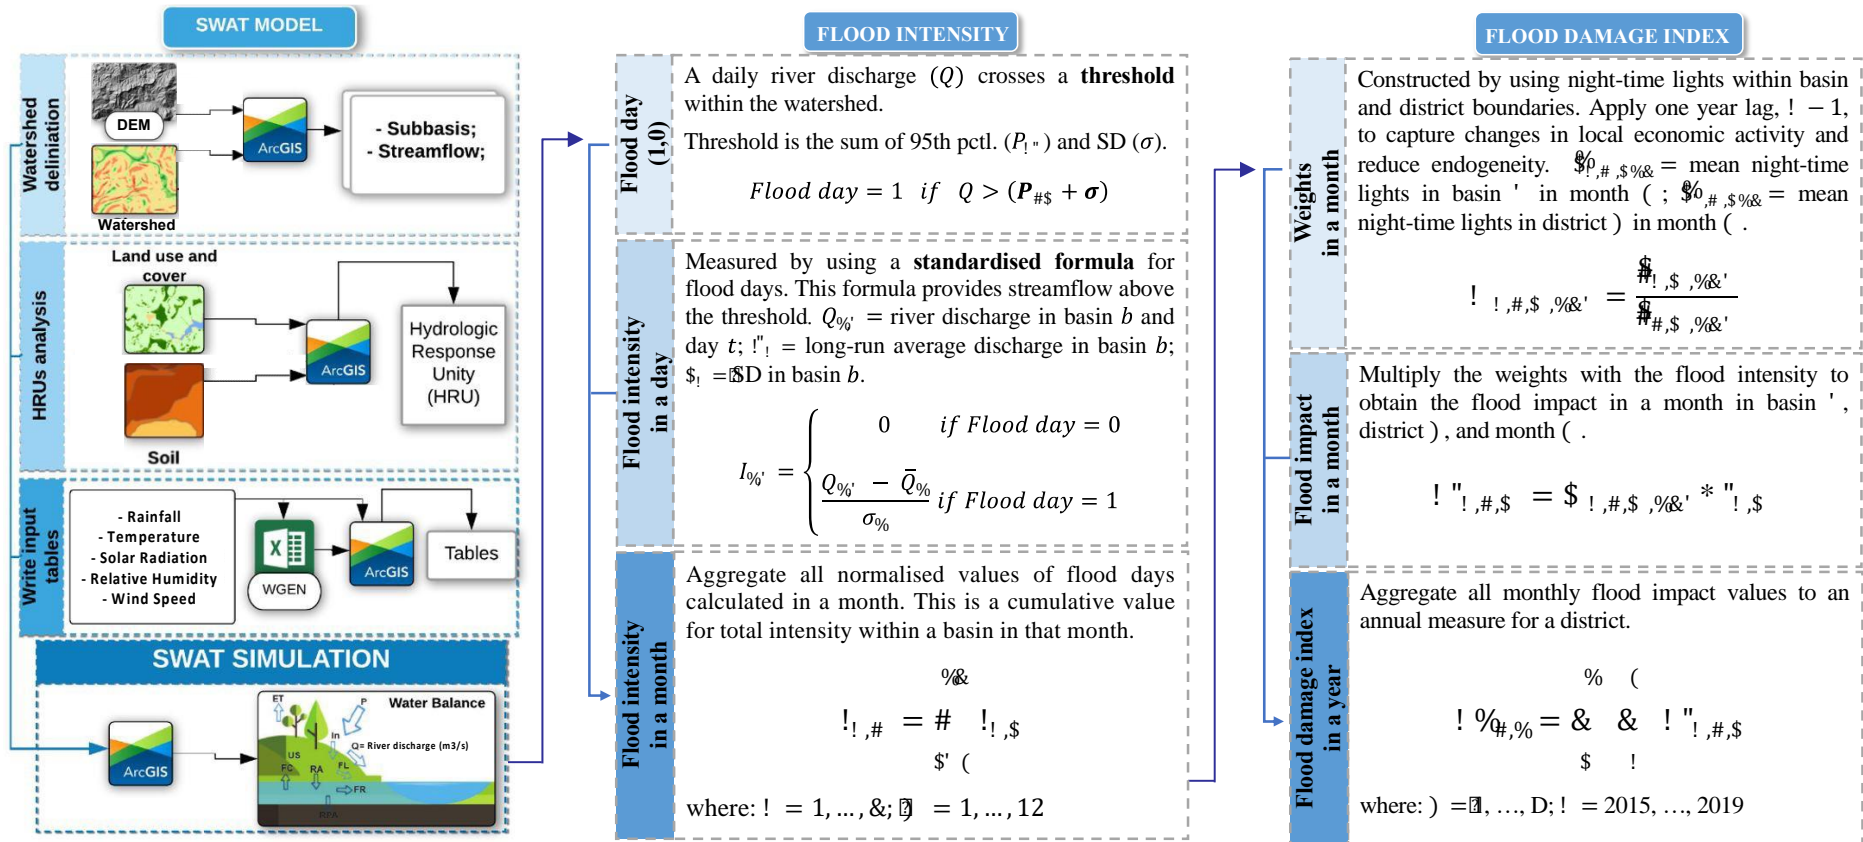 SWAT MODEL
Watershed
deliniation
DEM
Watershed
ArcGIS
- Subbasis;
- Streamflow;
HRUs analysis
Land use and
cover
Soil
ArcGIS
Hydrologic
Response
Unity
(HRU)
Write input
tables
- Rainfall
- Temperature
- Solar Radiation
- Relative Humidity
- Wind Speed
WGEN
ArcGIS
Tables
SWAT SIMULATION
ArcGIS
Water Balance
ET
P
In
Q= River discharge (m3/s)
US
FC
RA
FL
FR
FLOOD INTENSITY
Flood day
(1,0)
A daily river discharge (Q) crosses a threshold
within the watershed.
Threshold is the sum of 95th pctl. (P!") and SD (σ).
Flood day = 1 if Q > (P#$ + σ)
Flood intensity
in a day
Measured by using a standardised formula for
flood days. This formula provides streamflow above
the threshold. Q%' = river discharge in basin b and
day t; !"! = long-run average discharge in basin b;
$! = SD in basin b.
0 if Flood day = 0
I%' =
Q%' − Q̄%
σ%
if Flood day = 1
Flood intensity
in a month
Aggregate all normalised values of flood days
calculated in a month. This is a cumulative value
for total intensity within a basin in that month.
%&
!!,# = # !!,$
$' (
where: ! = 1, … , &; = 1, … , 12
FLOOD DAMAGE INDEX
Weights
in a month
Constructed by using night-time lights within basin
and district boundaries. Apply one year lag, ! − 1,
to capture changes in local economic activity and
reduce endogeneity. !,#,$%& = mean night-time
lights in basin ' in month ( ; ,#,$%& = mean
night-time lights in district ) in month ( .
! !,#,$,%&' =
!,$,%&'
#,$,%&'
Flood impact
in a month
Multiply the weights with the flood intensity to
obtain the flood impact in a month in basin ' ,
district ) , and month ( .
! "!,#,$ = $ !,#,$,%&' * "!,$
Flood damage index
in a year
Aggregate all monthly flood impact values to an
annual measure for a district.
% (
! %#,% = & & ! "!,#,$
$ !
where: ) = 1, …, D; ! = 2015, …, 2019